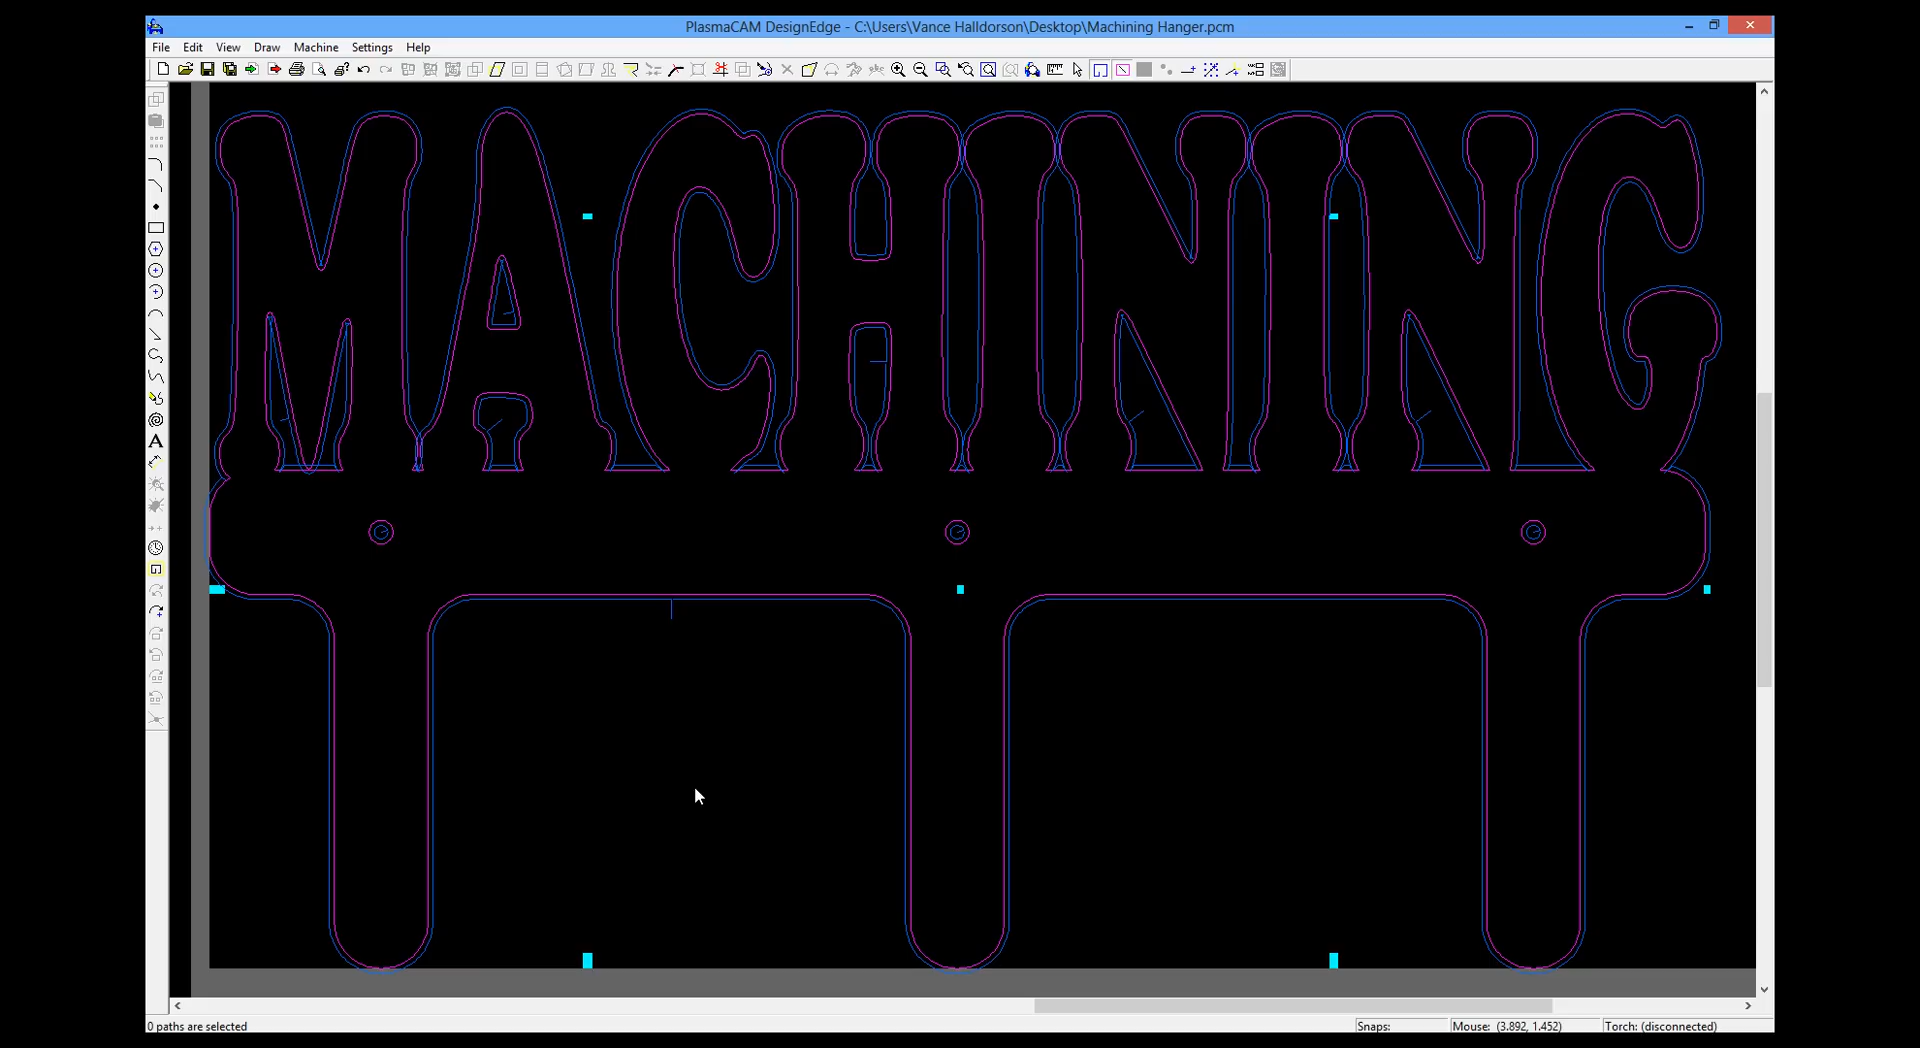 PlasmaCAM DesignEdge - C:\Users\Vance Halldorson\Desktop\Machining Hanger.pcm
File Edit View Draw Machine Settings Help
MACHINING
0 paths are selected
Snaps:
Mouse: (3.892, 1.452)
Torch: (disconnected)